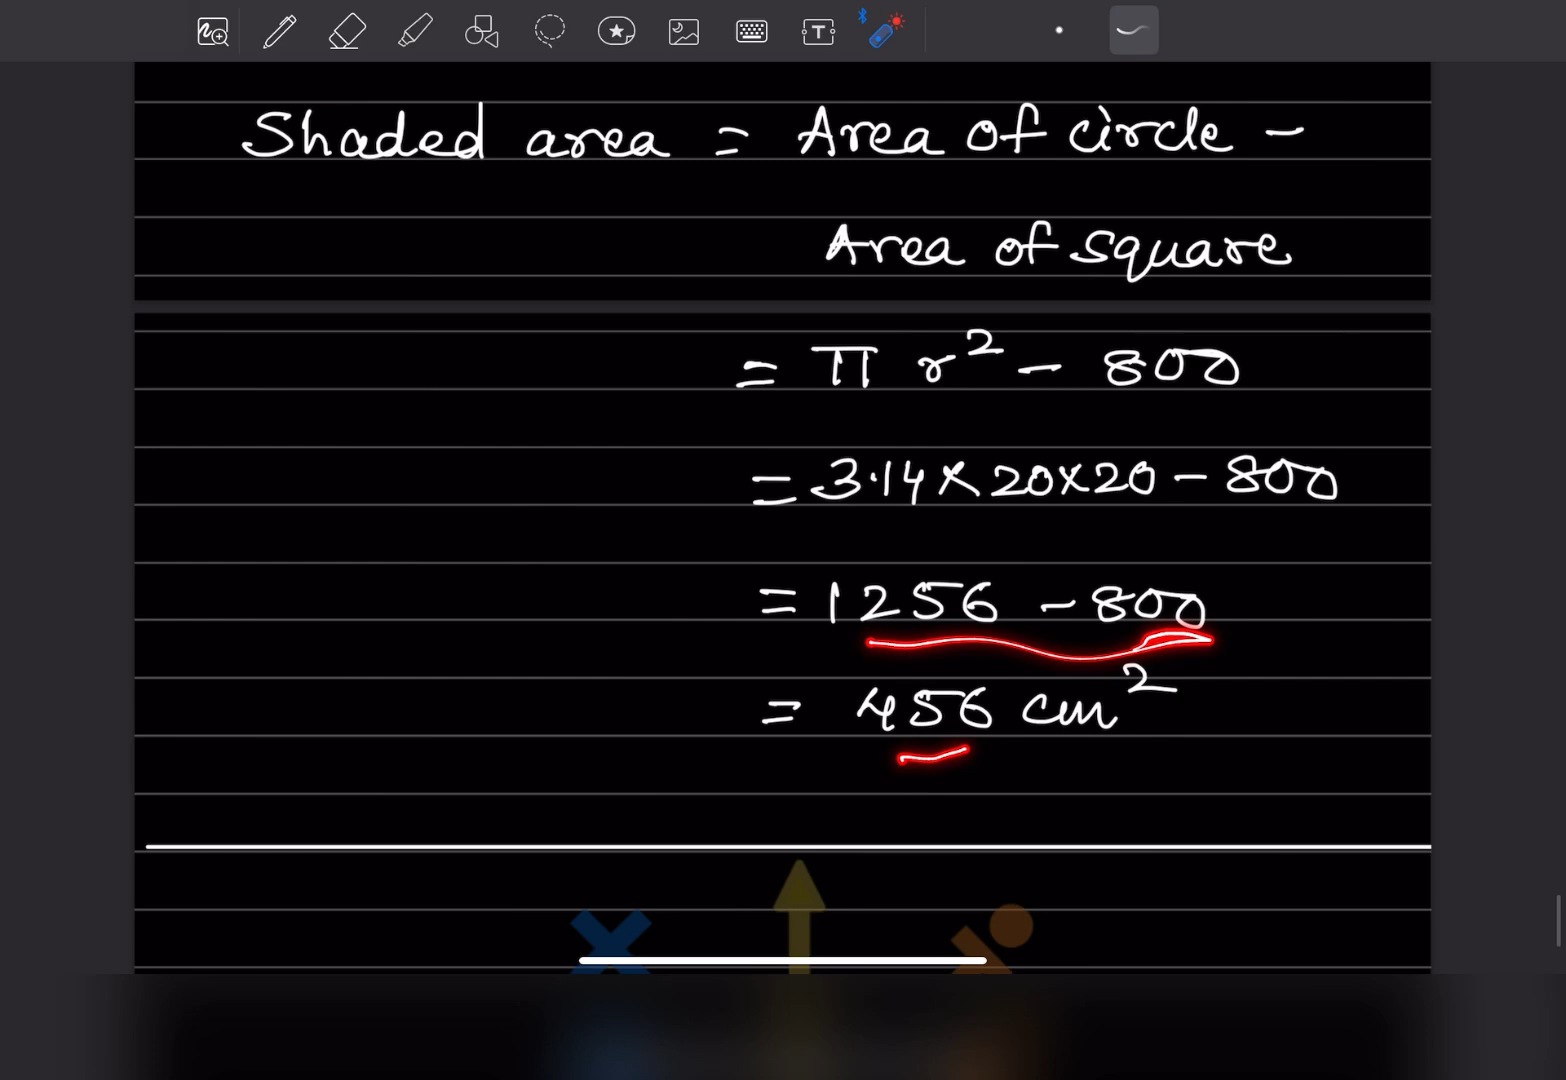 Shaded area = Area of circle -
Area of square
= π r² - 800
= 3.14 × 20 × 20 - 800
= 1256 - 800
= 456 cm²